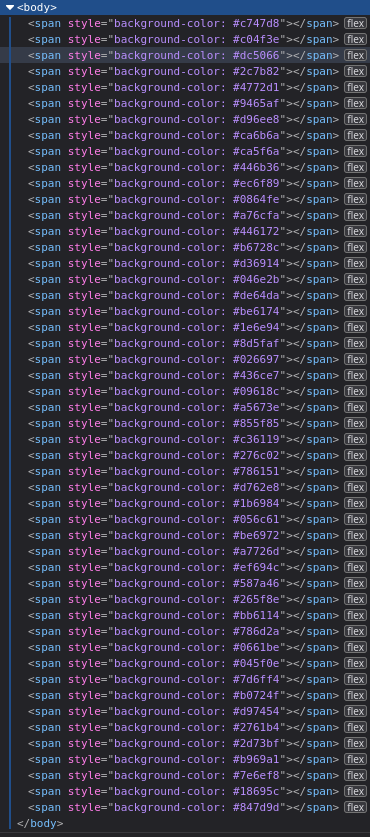 <body>
<span style="background-color: #c747d8"></span> flex
<span style="background-color: #c04f3e"></span> flex
<span style="background-color: #dc5066"></span> flex
<span style="background-color: #2c7b82"></span> flex
<span style="background-color: #4772d1"></span> flex
<span style="background-color: #9465af"></span> flex
<span style="background-color: #d96ee8"></span> flex
<span style="background-color: #ca6b6a"></span> flex
<span style="background-color: #ca5f6a"></span> flex
<span style="background-color: #446b36"></span> flex
<span style="background-color: #ec6f89"></span> flex
<span style="background-color: #0864fe"></span> flex
<span style="background-color: #a76cfa"></span> flex
<span style="background-color: #446172"></span> flex
<span style="background-color: #b6728c"></span> flex
<span style="background-color: #d36914"></span> flex
<span style="background-color: #046e2b"></span> flex
<span style="background-color: #de64da"></span> flex
<span style="background-color: #be6174"></span> flex
<span style="background-color: #1e6e94"></span> flex
<span style="background-color: #8d5faf"></span> flex
<span style="background-color: #026697"></span> flex
<span style="background-color: #436ce7"></span> flex
<span style="background-color: #09618c"></span> flex
<span style="background-color: #a5673e"></span> flex
<span style="background-color: #855f85"></span> flex
<span style="background-color: #c36119"></span> flex
<span style="background-color: #276c02"></span> flex
<span style="background-color: #786151"></span> flex
<span style="background-color: #d762e8"></span> flex
<span style="background-color: #1b6984"></span> flex
<span style="background-color: #056c61"></span> flex
<span style="background-color: #be6972"></span> flex
<span style="background-color: #a7726d"></span> flex
<span style="background-color: #ef694c"></span> flex
<span style="background-color: #587a46"></span> flex
<span style="background-color: #265f8e"></span> flex
<span style="background-color: #bb6114"></span> flex
<span style="background-color: #786d2a"></span> flex
<span style="background-color: #0661be"></span> flex
<span style="background-color: #045f0e"></span> flex
<span style="background-color: #7d6ff4"></span> flex
<span style="background-color: #b0724f"></span> flex
<span style="background-color: #d97454"></span> flex
<span style="background-color: #2761b4"></span> flex
<span style="background-color: #2d73bf"></span> flex
<span style="background-color: #b969a1"></span> flex
<span style="background-color: #7e6ef8"></span> flex
<span style="background-color: #18695c"></span> flex
<span style="background-color: #847d9d"></span> flex
</body>